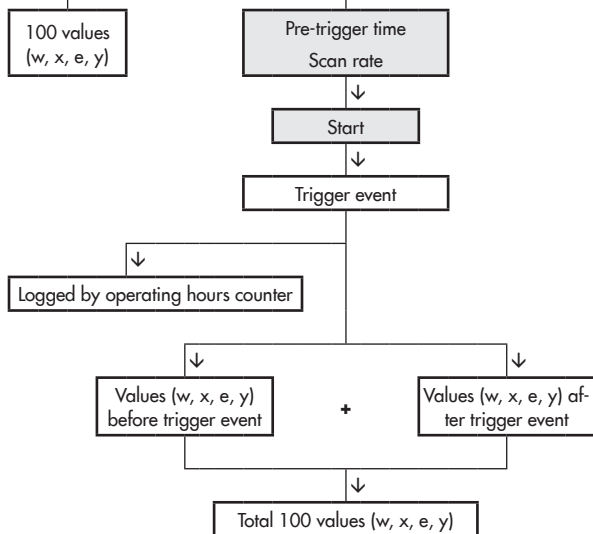 100 values
(w, x, e, y)
Pre-trigger time
Scan rate
Start
Trigger event
Logged by operating hours counter
Values (w, x, e, y)
before trigger event
+
Values (w, x, e, y) af-
ter trigger event
Total 100 values (w, x, e, y)